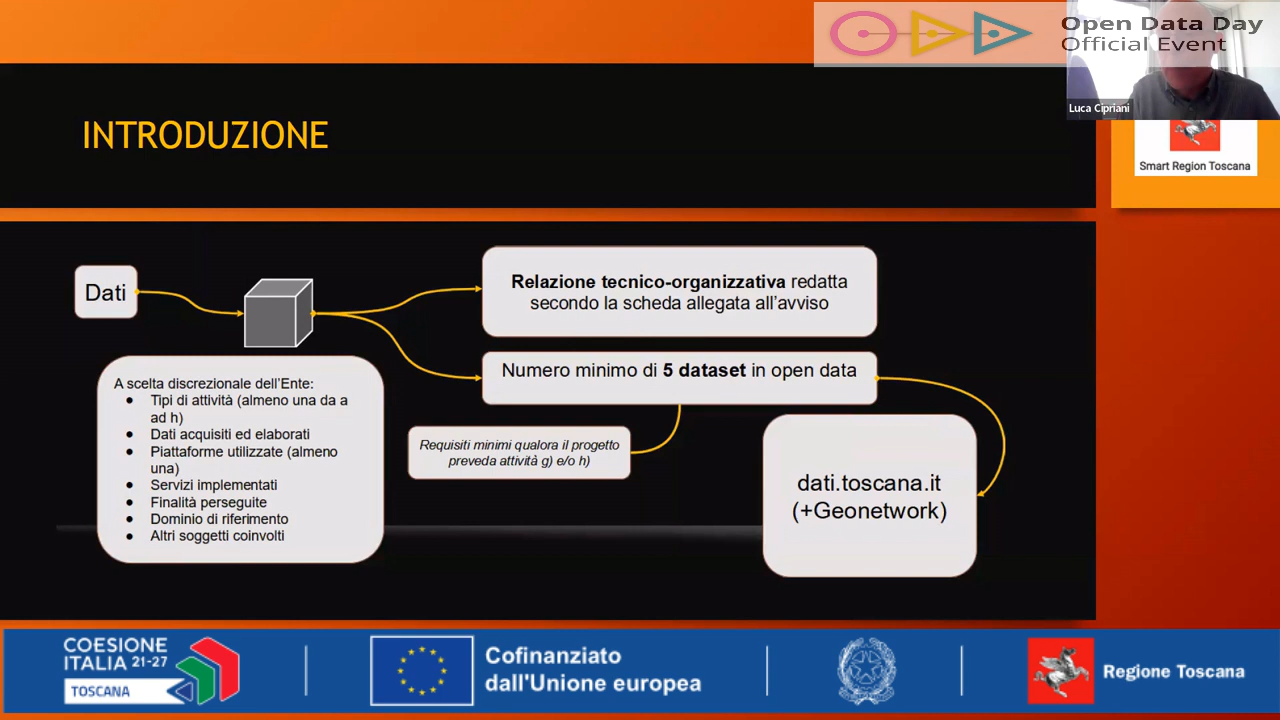 Open Data Day
Official Event
Luca Cipriani
Smart Region Toscana
INTRODUZIONE
Dati
Relazione tecnico-organizzativa redatta
secondo la scheda allegata all'avviso
Numero minimo di 5 dataset in open data
A scelta discrezionale dell'Ente:
● Tipi di attività (almeno una da a
ad h)
● Dati acquisiti ed elaborati
● Piattaforme utilizzate (almeno
una)
● Servizi implementati
● Finalità perseguite
● Dominio di riferimento
● Altri soggetti coinvolti
Requisiti minimi qualora il progetto
preveda attività g) e/o h)
dati.toscana.it
(+Geonetwork)
COESIONE
ITALIA 21-27
TOSCANA
Cofinanziato
dall'Unione europea
Regione Toscana